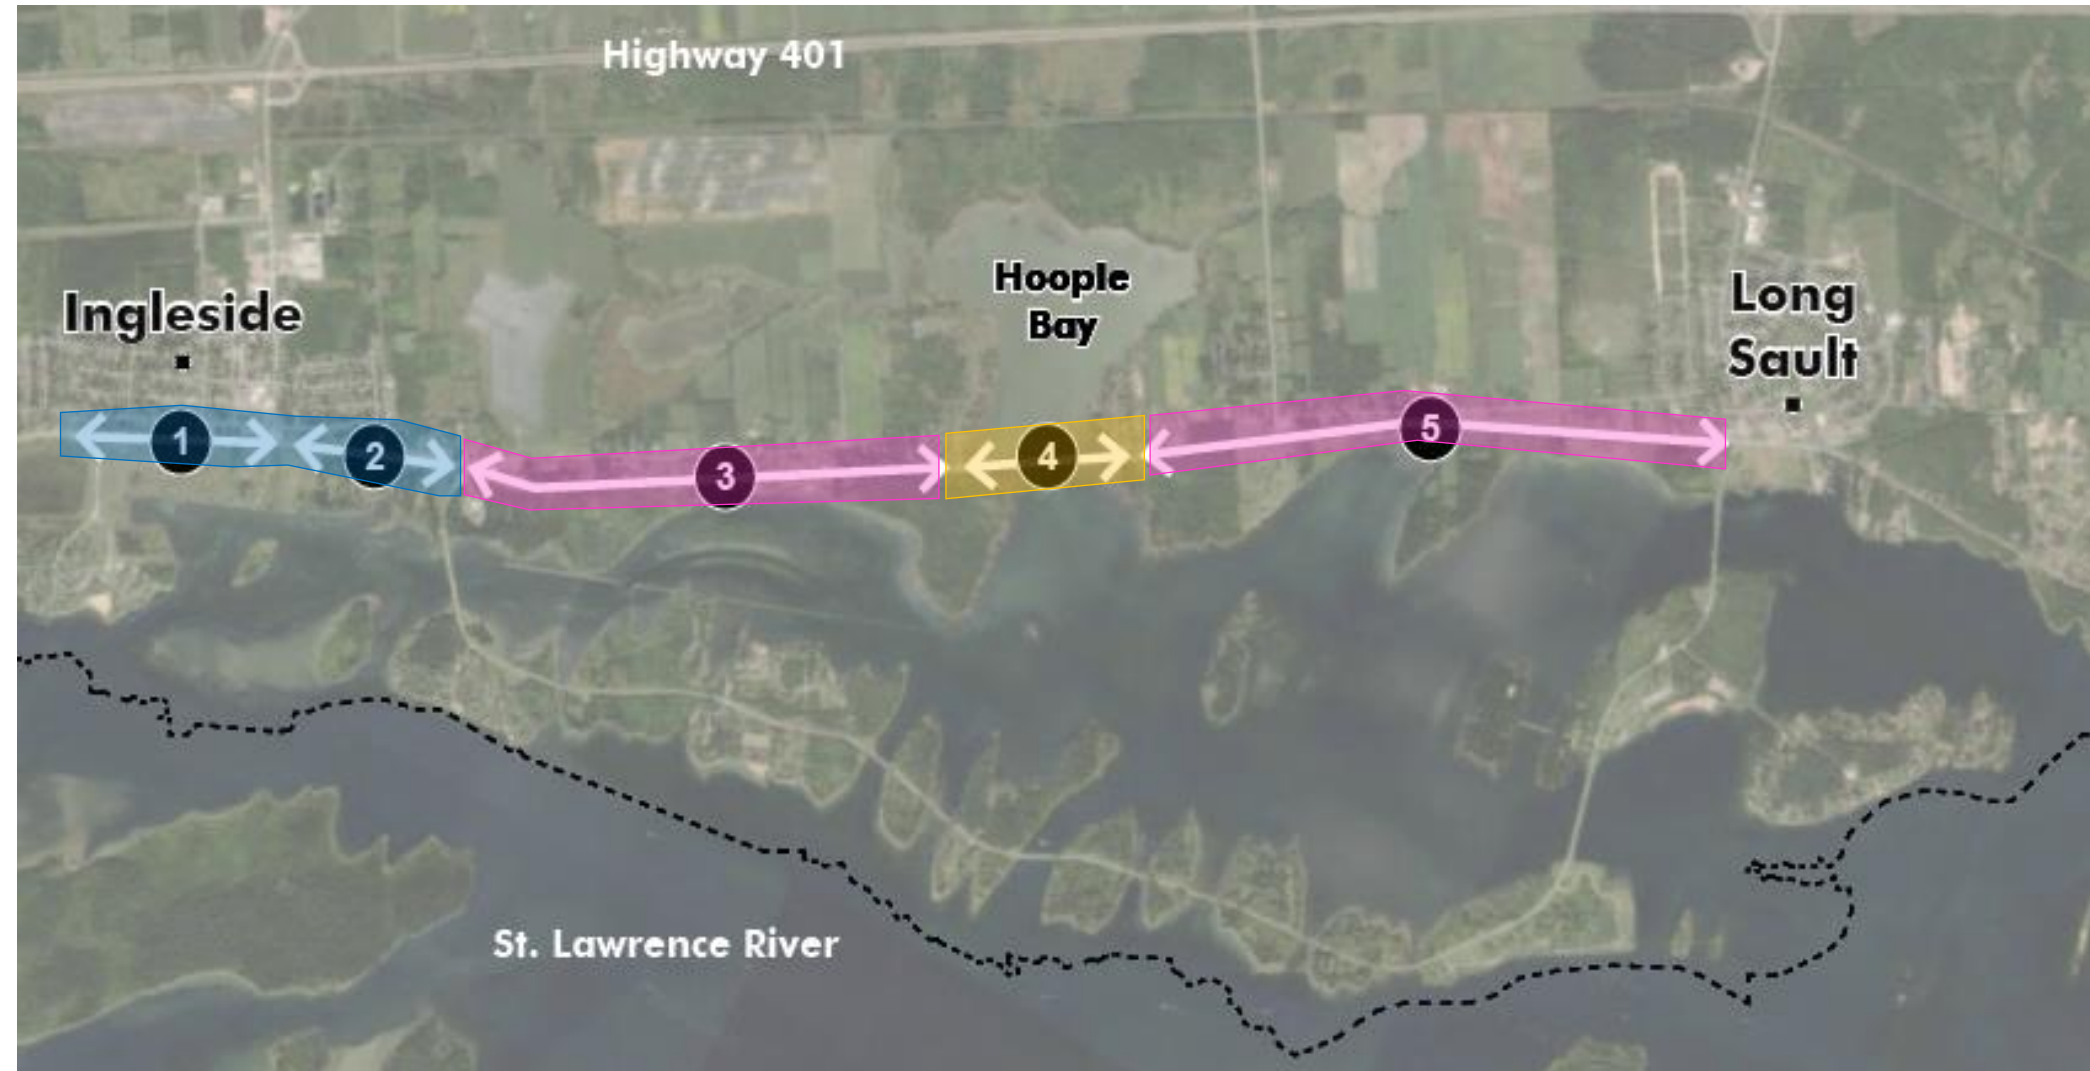 Highway 401
Hoople
Bay
Ingleside
Long
Sault
1
2
3
4
5
St. Lawrence River